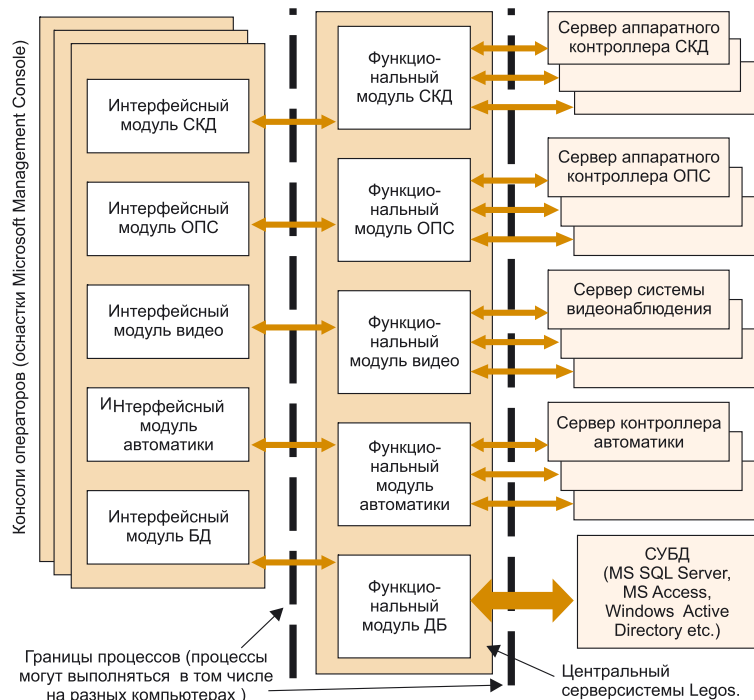 Консоли операторов (оснастки Microsoft Management Console)
Интерфейсный
модуль СКД
Интерфейсный
модуль ОПС
Интерфейсный
модуль видео
Интерфейсный
модуль
автоматики
Интерфейсный
модуль БД
Функцио-
нальный
модуль СКД
Функцио-
нальный
модуль ОПС
Функцио-
нальный
модуль видео
Функцио-
нальный
модуль
автоматики
Функцио-
нальный
модуль ДБ
Сервер аппаратного
контроллера СКД
Сервер аппаратного
контроллера ОПС
Сервер системы
видеонаблюдения
Сервер контроллера
автоматики
СУБД
(MS SQL Server,
MS Access,
Windows Active
Directory etc.)
Границы процессов (процессы
могут выполняться в том числе
на разных компьютерах )
Центральный
серверсистемы Legos.